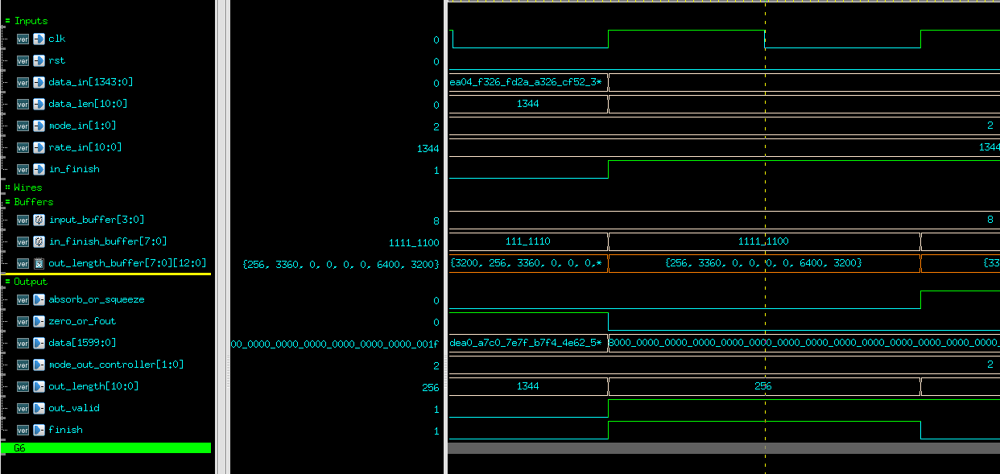 Inputs
ver clk 0
ver rst 0
ver data_in[1343:0] 0 ea04_f326_fd2a_a326_cf52_3*
ver data_len[10:0] 0 1344
ver mode_in[1:0] 2 2
ver rate_in[10:0] 1344 1344
ver in_finish 1
Wires
Buffers
ver input_buffer[3:0] 8 8
ver in_finish_buffer[7:0] 1111_1100 111_1110 1111_1100
ver out_length_buffer[7:0][12:0] {256, 3360, 0, 0, 0, 0, 6400, 3200} {3200, 256, 3360, 0, 0, 0,* {256, 3360, 0, 0, 0, 0, 6400, 3200} {33
Output
ver absorb_or_squeeze 0
ver zero_or_fout 0
ver data[1599:0] 00_0000_0000_0000_0000_0000_0000_001f dea0_a7c0_7e7f_b7f4_4e62_5* 8000_0000_0000_0000_0000_0000_0000_0000_0000_0000_0000_0000_0000_0000_
ver mode_out_controller[1:0] 2 2
ver out_length[10:0] 256 1344 256
ver out_valid 1
ver finish 1
G6